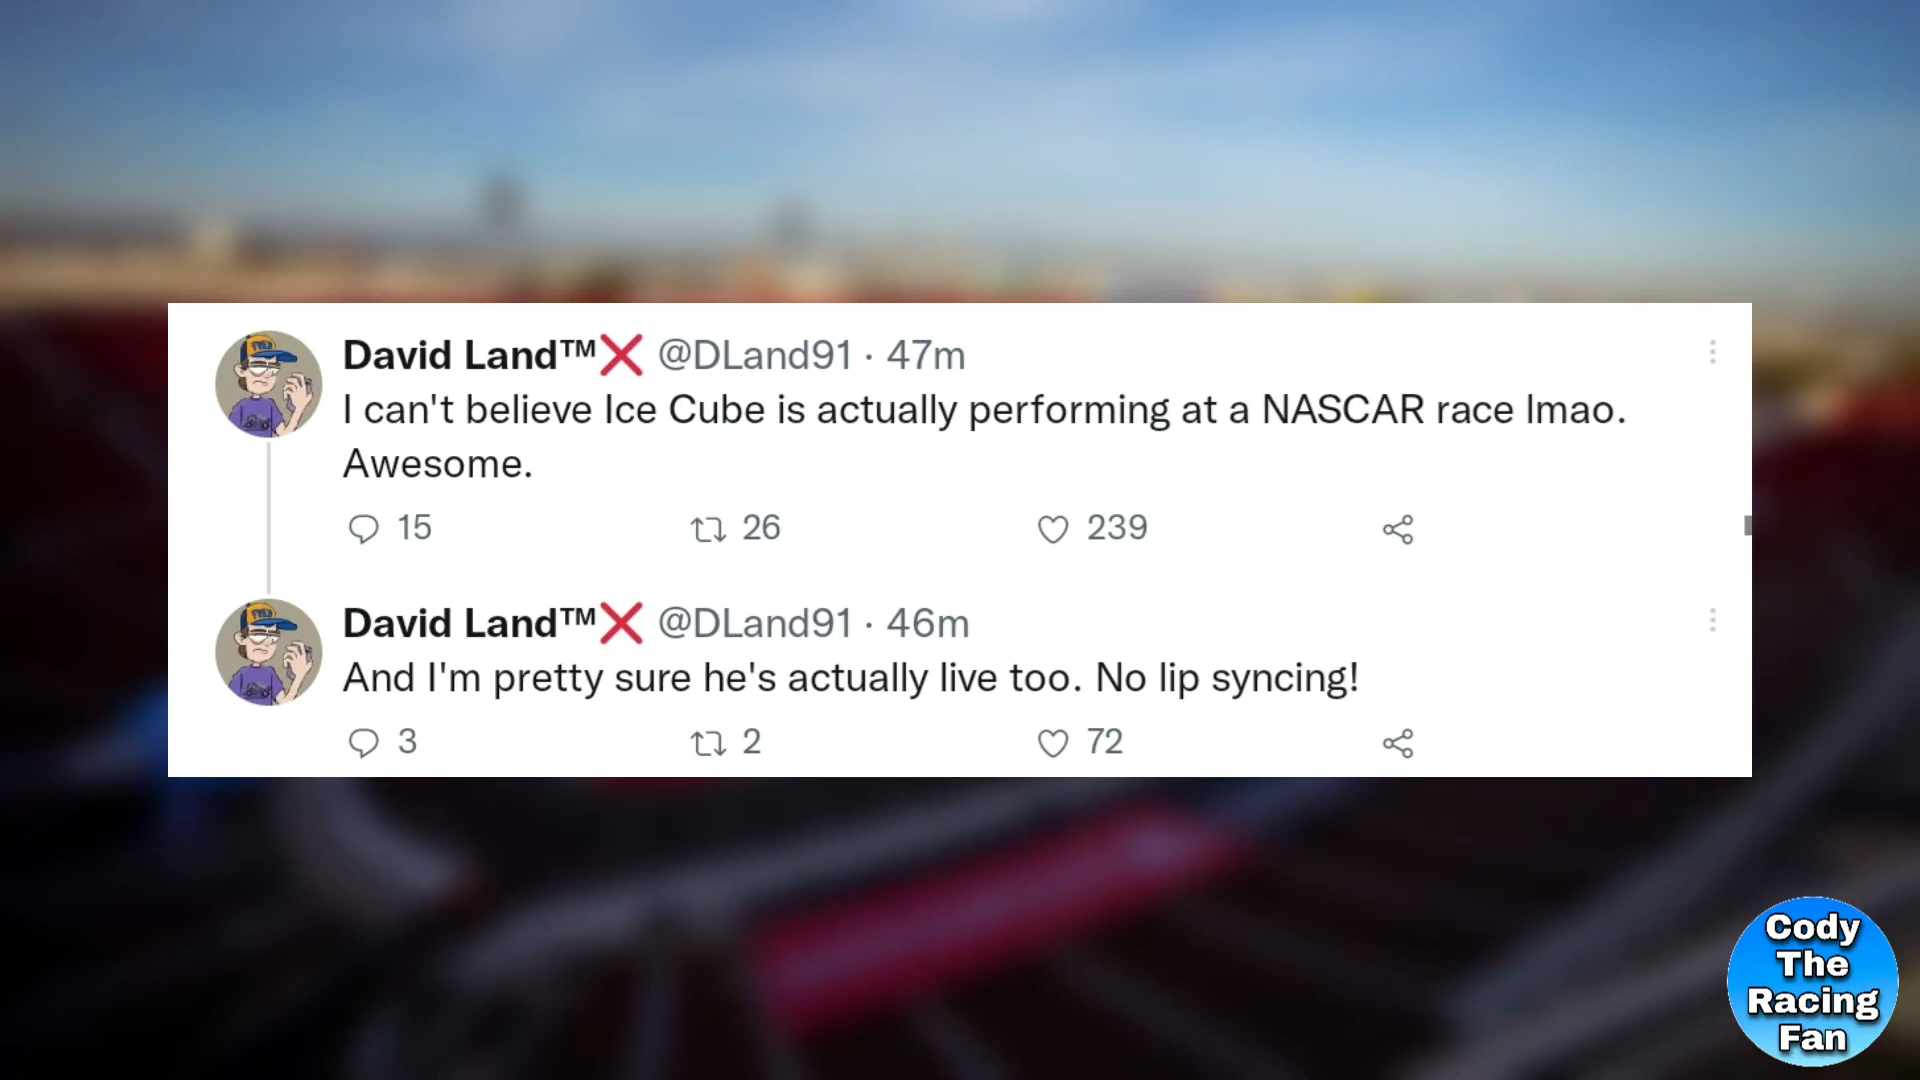 David Land™❌ @DLand91 · 47m
I can't believe Ice Cube is actually performing at a NASCAR race lmao.
Awesome.
15 26 239
David Land™❌ @DLand91 · 46m
And I'm pretty sure he's actually live too. No lip syncing!
3 2 72
Cody
The
Racing
Fan